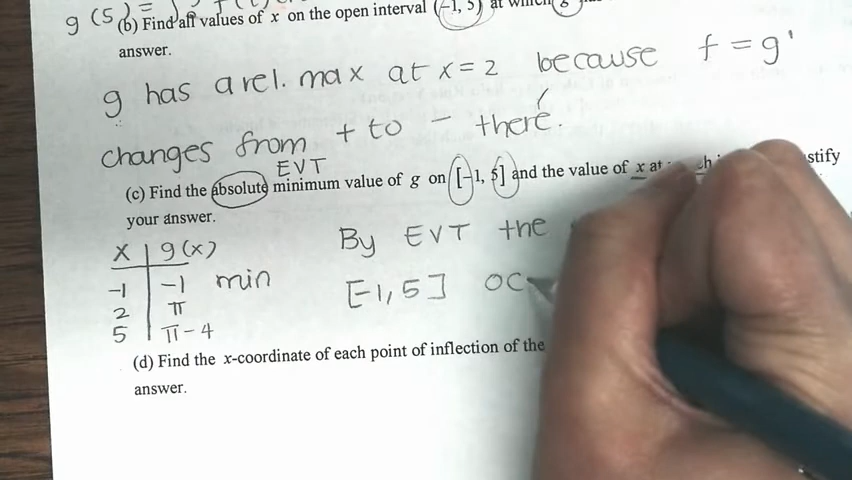 g(5) =
(b) Find all values of x on the open interval (-1, 5) at which g
answer.
g has a rel. max at x = 2 because f = g'
changes from + to - there.
EVT
(c) Find the absolute minimum value of g on [-1, 5] and the value of x at
your answer.
x | g(x)
-1 | -1 min
2 | π
5 | π - 4
By EVT the
[-1, 5] oc
(d) Find the x-coordinate of each point of inflection of the
answer.